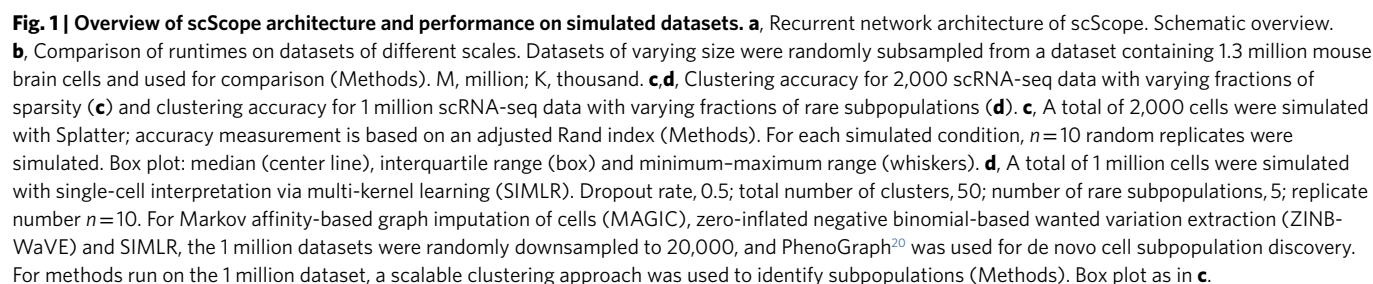 Fig. 1 | Overview of scScope architecture and performance on simulated datasets. a, Recurrent network architecture of scScope. Schematic overview.
b, Comparison of runtimes on datasets of different scales. Datasets of varying size were randomly subsampled from a dataset containing 1.3 million mouse
brain cells and used for comparison (Methods). M, million; K, thousand. c,d, Clustering accuracy for 2,000 scRNA-seq data with varying fractions of
sparsity (c) and clustering accuracy for 1 million scRNA-seq data with varying fractions of rare subpopulations (d). c, A total of 2,000 cells were simulated
with Splatter; accuracy measurement is based on an adjusted Rand index (Methods). For each simulated condition, n = 10 random replicates were
simulated. Box plot: median (center line), interquartile range (box) and minimum–maximum range (whiskers). d, A total of 1 million cells were simulated
with single-cell interpretation via multi-kernel learning (SIMLR). Dropout rate, 0.5; total number of clusters, 50; number of rare subpopulations, 5; replicate
number n = 10. For Markov affinity-based graph imputation of cells (MAGIC), zero-inflated negative binomial-based wanted variation extraction (ZINB-
WaVE) and SIMLR, the 1 million datasets were randomly downsampled to 20,000, and PhenoGraph20 was used for de novo cell subpopulation discovery.
For methods run on the 1 million dataset, a scalable clustering approach was used to identify subpopulations (Methods). Box plot as in c.